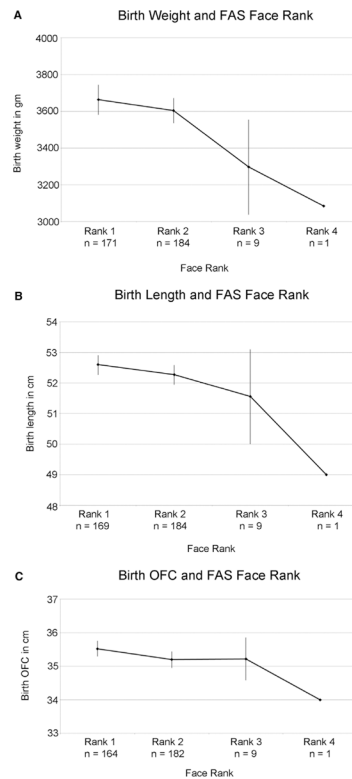 A
Birth Weight and FAS Face Rank
Birth weight in gm
4000
3800
3600
3400
3200
3000
Rank 1 Rank 2 Rank 3 Rank 4
n = 171 n = 184 n = 9 n = 1
Face Rank
B
Birth Length and FAS Face Rank
Birth length in cm
54
53
52
51
50
49
48
Rank 1 Rank 2 Rank 3 Rank 4
n = 169 n = 184 n = 9 n = 1
Face Rank
C
Birth OFC and FAS Face Rank
Birth OFC in cm
37
36
35
34
33
Rank 1 Rank 2 Rank 3 Rank 4
n = 164 n = 182 n = 9 n = 1
Face Rank